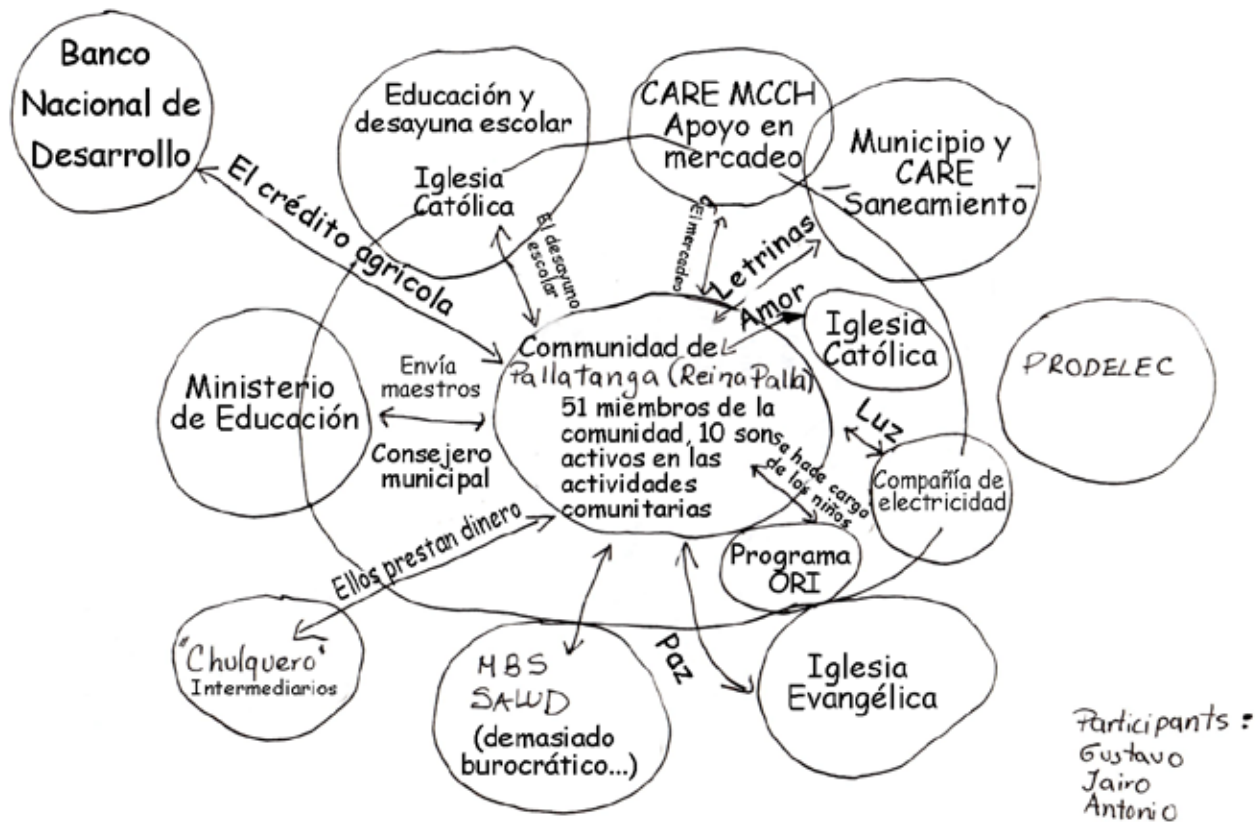 Banco
Nacional de
Desarrollo
El crédito agrícola
Educación y
desayuna escolar
Iglesia
Católica
El desayuno
escolar
CARE MCCH
Apoyo en
mercadeo
El mercadeo
Municipio y
CARE
Saneamiento
Letrinas
Amor
Iglesia
Católica
PRODELEC
Luz
Compañía de
electricidad
Communidad de
Pallatanga (Reina Palla)
51 miembros de la
comunidad, 10 son
activos en las
actividades
comunitarias
Se hade carga
de los niños
Programa
ORI
Ministerio
de Educación
Envía
maestros
Consejero
municipal
Ellos prestan dinero
"Chulquero"
Intermediarios
MBS
SALUD
(demasiado
burocrático...)
Paz
Iglesia
Evangélica
Participants:
Gustavo
Jairo
Antonio